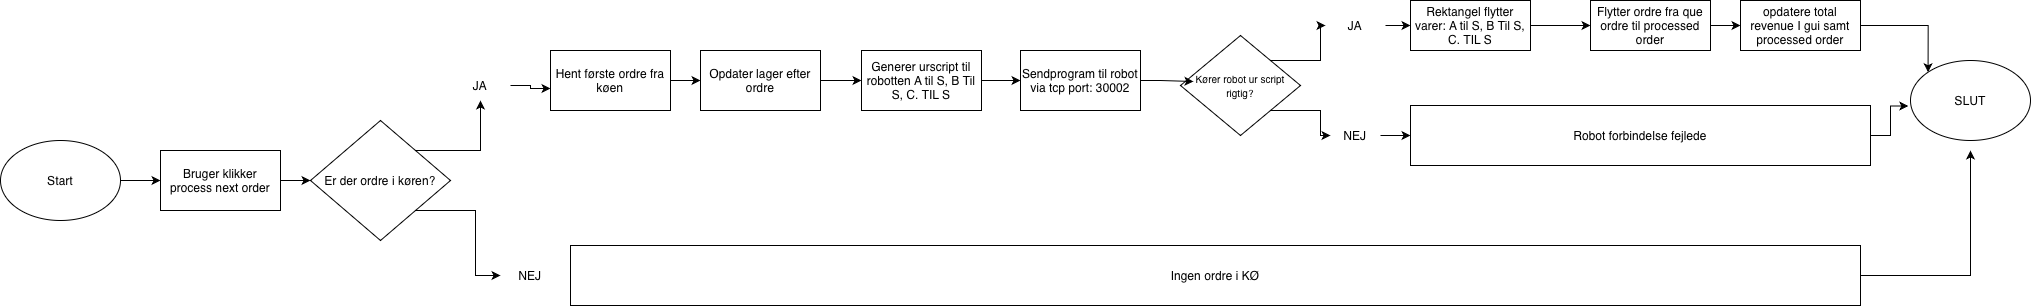 Start
Bruger klikker
process next order
Er der ordre i køren?
JA
Hent første ordre fra
køen
Opdater lager efter
ordre
Generer urscript til
robotten A til S, B Til
S, C. TIL S
Sendprogram til robot
via tcp port: 30002
Kører robot ur script
rigtig?
JA
Rektangel flytter
varer: A til S, B Til S,
C. TIL S
Flytter ordre fra que
ordre til processed
order
opdatere total
revenue I gui samt
processed order
NEJ
Robot forbindelse fejlede
SLUT
NEJ
Ingen ordre i KØ